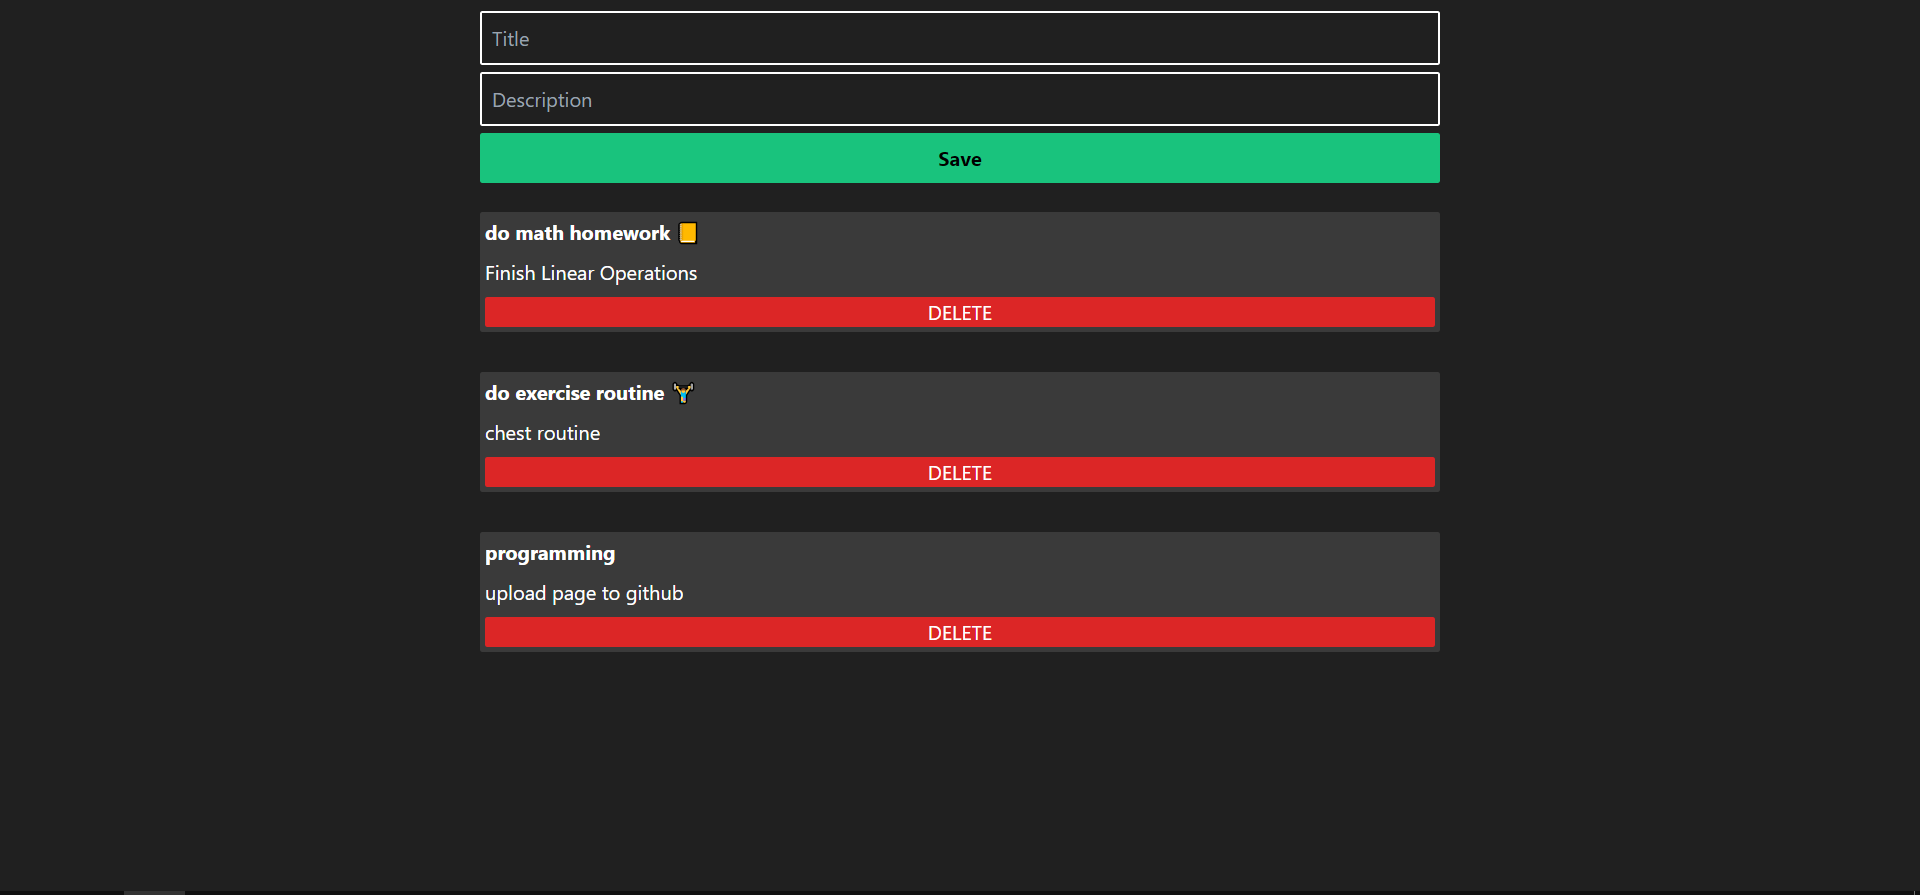 Title
Description
Save
do math homework 📒
Finish Linear Operations
DELETE
do exercise routine 🏋️
chest routine
DELETE
programming
upload page to github
DELETE